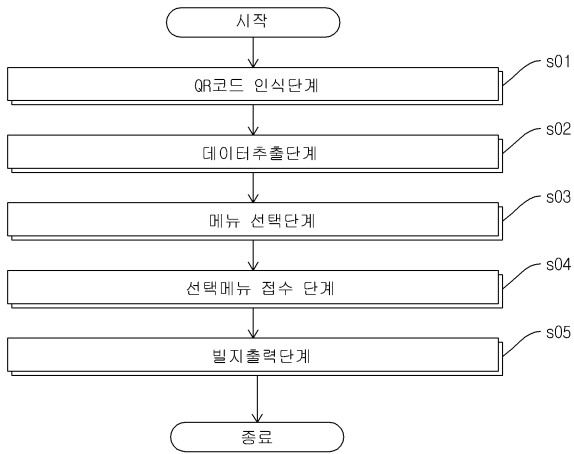 시작
QR코드 인식단계
s01
데이터추출단계
s02
메뉴 선택단계
s03
선택메뉴 접수 단계
s04
빌지출력단계
s05
종료